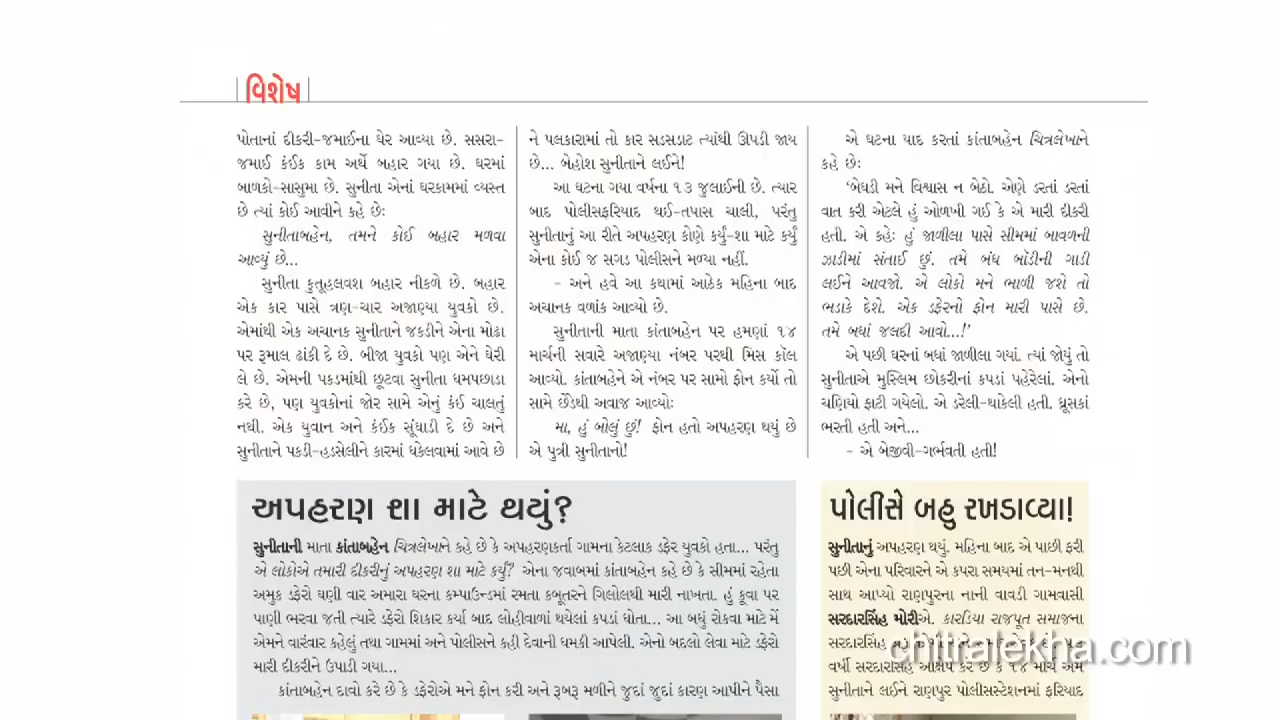 વિશેષ
પોતાનાં દીકરી-જમાઈના ઘેર આવ્યા છે. સસરા-
જમાઈ કંઈક કામ અર્થે બહાર ગયા છે. ઘરમાં
બાળકો-સાસુમા છે. સુનીતા એનાં ઘરકામમાં વ્યસ્ત
છે ત્યાં કોઈ આવીને કહે છેઃ
સુનીતાબહેન, તમને કોઈ બહાર મળવા
આવ્યું છે...
સુનીતા કુતૂહલવશ બહાર નીકળે છે. બહાર
એક કાર પાસે ત્રણ-ચાર અજાણ્યા યુવકો છે.
એમાંથી એક અચાનક સુનીતાને જકડીને એના મોઢા
પર રૂમાલ ઢાંકી દે છે. બીજા યુવકો પણ એને ઘેરી
લે છે. એમની પકડમાંથી છૂટવા સુનીતા ધમપછાડા
કરે છે, પણ યુવકોનાં જોર સામે એનું કંઈ ચાલતું
નથી. એક યુવાન અને કંઈક સૂંઘાડી દે છે અને
સુનીતાને પકડી-હડસેલીને કારમાં ધકેલવામાં આવે છે
ને પલકારામાં તો કાર સડસડાટ ત્યાંથી ઊપડી જાય
છે... બેહોશ સુનીતાને લઈને!
આ ઘટના ગયા વર્ષના ૧૩ જુલાઈની છે. ત્યાર
બાદ પોલીસફરિયાદ થઈ-તપાસ ચાલી, પરંતુ
સુનીતાનું આ રીતે અપહરણ કોણે કર્યું-શા માટે કર્યું
એના કોઈ જ સગડ પોલીસને મળ્યા નહીં.
- અને હવે આ કથામાં આઠેક મહિના બાદ
અચાનક વળાંક આવ્યો છે.
સુનીતાની માતા કાંતાબહેન પર હમણાં ૧૪
માર્ચની સવારે અજાણ્યા નંબર પરથી મિસ કૉલ
આવ્યો. કાંતાબહેને એ નંબર પર સામો ફોન કર્યો તો
સામે છેડેથી અવાજ આવ્યોઃ
મા, હું બોલું છું! ફોન હતો અપહરણ થયું છે
એ પુત્રી સુનીતાનો!
એ ઘટના યાદ કરતાં કાંતાબહેન ચિત્રલેખાને
કહે છેઃ
'બેઘડી મને વિશ્વાસ ન બેઠો. એણે ડરતાં ડરતાં
વાત કરી એટલે હું ઓળખી ગઈ કે એ મારી દીકરી
હતી. એ કહેઃ હું જાળીલા પાસે સીમમાં બાવળની
ઝાડીમાં સંતાઈ છું. તમે બંધ બૉડીની ગાડી
લઈને આવજો. એ લોકો મને ભાળી જશે તો
ભડાકે દેશે. એક ડફેરનો ફોન મારી પાસે છે.
તમે બધાં જલદી આવો...!'
એ પછી ઘરનાં બધાં જાળીલા ગયાં. ત્યાં જોયું તો
સુનીતાએ મુસ્લિમ છોકરીનાં કપડાં પહેરેલાં. એનો
ચણિયો ફાટી ગયેલો. એ ડરેલી-થાકેલી હતી. ધ્રૂસકાં
ભરતી હતી અને...
- એ બેજીવી-ગર્ભવતી હતી!
અપહરણ શા માટે થયું?
સુનીતાની માતા કાંતાબહેન ચિત્રલેખાને કહે છે કે અપહરણકર્તા ગામના કેટલાક ડફેર યુવકો હતા... પરંતુ
એ લોકોએ તમારી દીકરીનું અપહરણ શા માટે કર્યું? એના જવાબમાં કાંતાબહેન કહે છે કે સીમમાં રહેતા
અમુક ડફેરો ઘણી વાર અમારા ઘરના કમ્પાઉન્ડમાં રમતા કબૂતરને ગિલોલથી મારી નાખતા. હું કૂવા પર
પાણી ભરવા જતી ત્યારે ડફેરો શિકાર કર્યા બાદ લોહીવાળાં થયેલાં કપડાં ધોતા... આ બધું રોકવા માટે મેં
એમને વારંવાર કહેલું તથા ગામમાં અને પોલીસને કહી દેવાની ધમકી આપેલી. એનો બદલો લેવા માટે ડફેરો
મારી દીકરીને ઉપાડી ગયા...
કાંતાબહેન દાવો કરે છે કે ડફેરોએ મને ફોન કરી અને રૂબરૂ મળીને જુદાં જુદાં કારણ આપીને પૈસા
પોલીસે બહુ રખડાવ્યા!
સુનીતાનું અપહરણ થયું. મહિના બાદ એ પાછી ફરી
પછી એના પરિવારને એ કપરા સમયમાં તન-મનથી
સાથ આપ્યો રાણપુરના નાની વાવડી ગામવાસી
સરદારસિંહ મોરીએ. કારડિયા રાજપૂત સમાજના
સરદારસિંહ
વર્ષી સરદારસિંહ આક્ષેપ કરે છે કે ૧૪ માર્ચે અમે
સુનીતાને લઈને રાણપુર પોલીસસ્ટેશનમાં ફરિયાદ
chitralekha.com